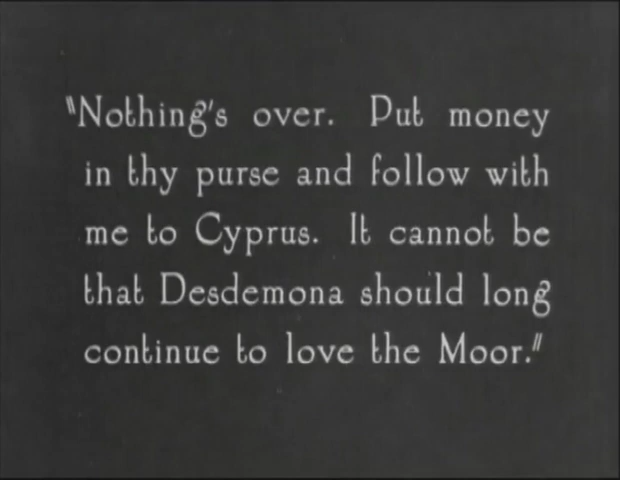 "Nothing's over. Put money
in thy purse and follow with
me to Cyprus. It cannot be
that Desdemona should long
continue to love the Moor."